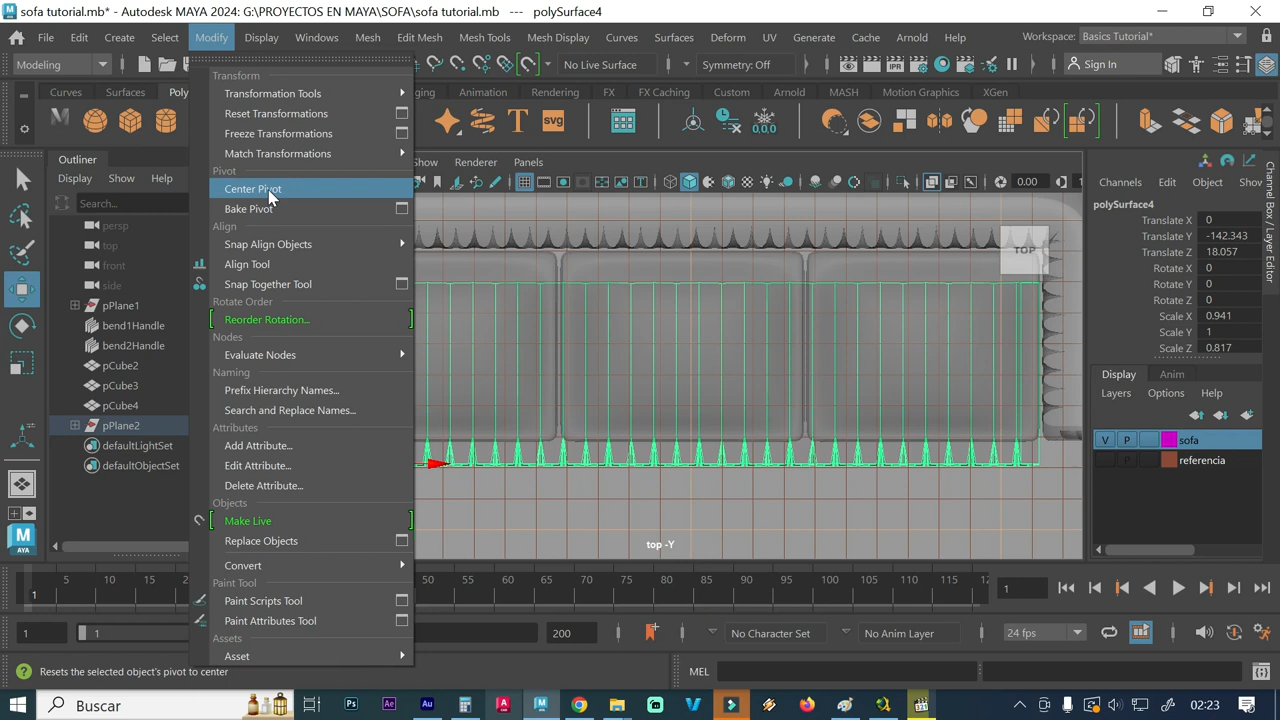 sofa tutorial.mb* - Autodesk MAYA 2024: G:\PROYECTOS EN MAYA\SOFA\sofa tutorial.mb   ---   polySurface4
File Edit Create Select Modify Display Windows Mesh Edit Mesh Mesh Tools Mesh Display Curves Surfaces Deform UV Generate Cache Arnold Help Workspace: Basics Tutorial*
Modeling No Live Surface Symmetry: Off Sign In
Curves Surfaces Animation Rendering FX FX Caching Custom Arnold MASH Motion Graphics XGen
Transform
Transformation Tools
Reset Transformations
Freeze Transformations
Match Transformations
Pivot
Center Pivot
Bake Pivot
Align
Snap Align Objects
Align Tool
Snap Together Tool
Rotate Order
Reorder Rotation...
Nodes
Evaluate Nodes
Naming
Prefix Hierarchy Names...
Search and Replace Names...
Attributes
Add Attribute...
Edit Attribute...
Delete Attribute...
Objects
Make Live
Replace Objects
Convert
Paint Tool
Paint Scripts Tool
Paint Attributes Tool
Assets
Asset
Outliner
Display Show Help
Search...
persp
top
front
side
pPlane1
bend1Handle
bend2Handle
pCube2
pCube3
pCube4
pPlane2
defaultLightSet
defaultObjectSet
Renderer Panels
0.00
TOP
top -Y
Channels Edit Object
polySurface4
Translate X 0
Translate Y -142.343
Translate Z 18.057
Rotate X 0
Rotate Y 0
Rotate Z 0
Scale X 0.941
Scale Y 1
Scale Z 0.817
Channel Box / Layer Editor
Display Anim
Layers Options Help
V P sofa
P referencia
5 10 15 50 55 60 65 70 75 80 85 90 95 100 105 110 115
1 1
1 1 200 No Character Set No Anim Layer 24 fps
Resets the selected object's pivot to center MEL
Buscar 02:23